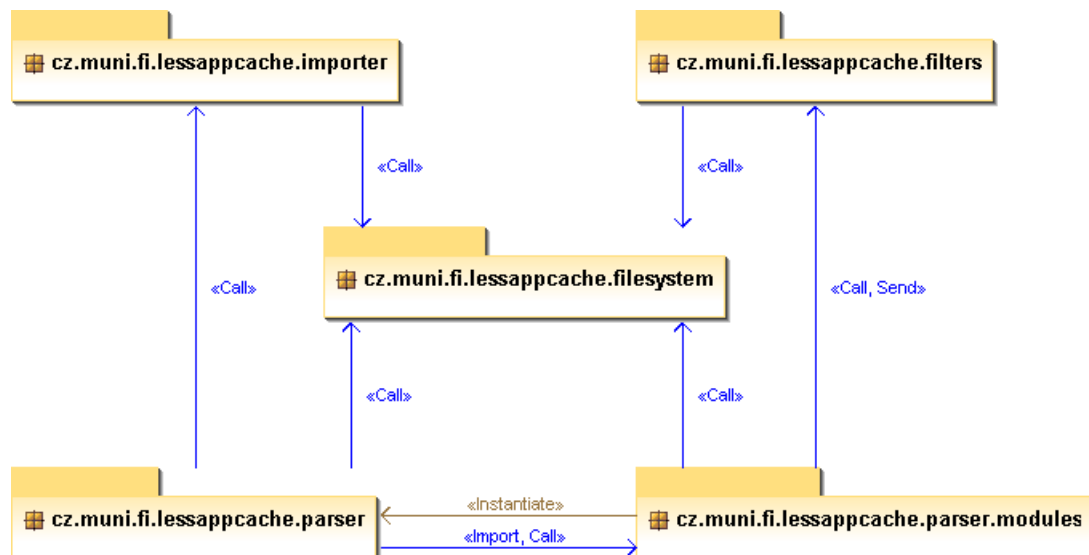 cz.muni.fi.lessappcache.importer
cz.muni.fi.lessappcache.filters
«Call»
«Call»
cz.muni.fi.lessappcache.filesystem
«Call»
«Call, Send»
«Call»
«Call»
cz.muni.fi.lessappcache.parser
«Instantiate»
cz.muni.fi.lessappcache.parser.modules
«Import, Call»